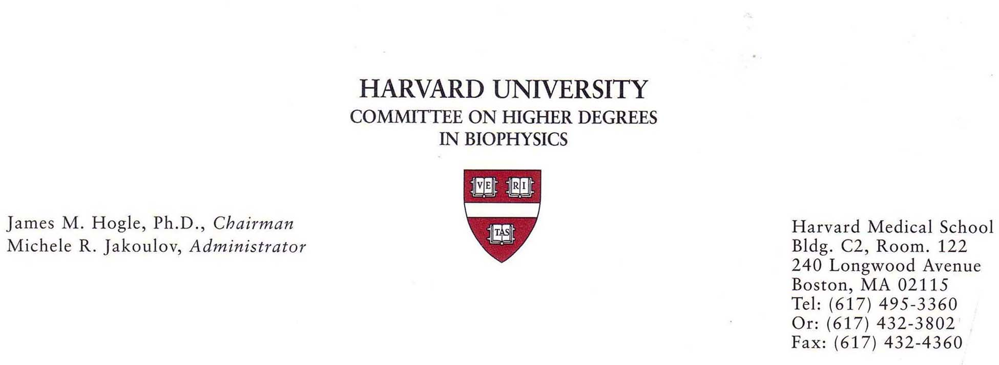 HARVARD UNIVERSITY
COMMITTEE ON HIGHER DEGREES
IN BIOPHYSICS
VE RI
TAS
James M. Hogle, Ph.D., Chairman
Michele R. Jakoulov, Administrator
Harvard Medical School
Bldg. C2, Room. 122
240 Longwood Avenue
Boston, MA 02115
Tel: (617) 495-3360
Or: (617) 432-3802
Fax: (617) 432-4360